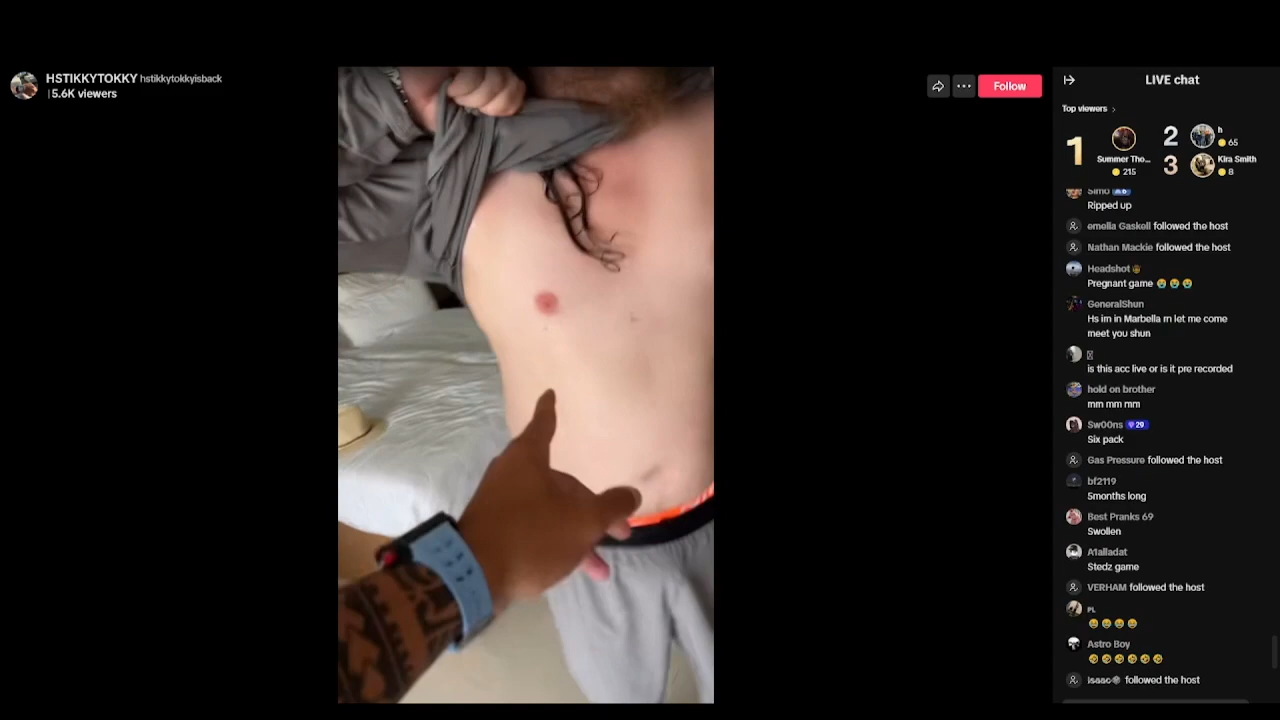 HSTIKKYTOKKY hstikkytokkyisback
5.6K viewers
Follow
LIVE chat
Top viewers
1
Summer Tho...
215
2
h
65
3
Kira Smith
8
Simo
Ripped up
emelia Gaskell followed the host
Nathan Mackie followed the host
Headshot
Pregnant game 😭😭😭
GeneralShun
Hs im in Marbella rn let me come
meet you shun
is this acc live or is it pre recorded
hold on brother
mm mm mm
Sw00ns 29
Six pack
Gas Pressure followed the host
bf2119
5months long
Best Pranks 69
Swollen
A1alladat
Stedz game
VERHAM followed the host
PL
Astro Boy
isaac followed the host